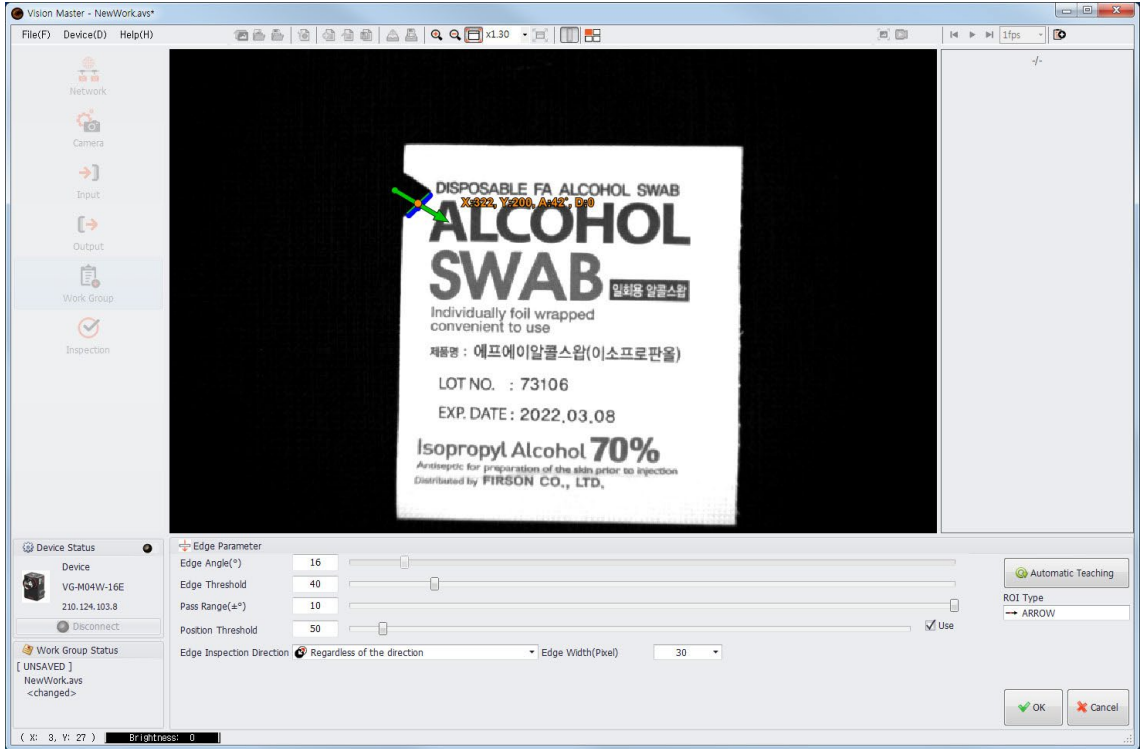 Vision Master - NewWork.avs*
File(F) Device(D) Help(H)
x1.30
1fps
-/-
Network
Camera
Input
Output
Work Group
Inspection
DISPOSABLE FA ALCOHOL SWAB
X:322, Y:200, A:42°, D:0
ALCOHOL
SWAB
일회용 알콜스왑
Individually foil wrapped
convenient to use
제품명 : 에프에이알콜스왑(이소프로판올)
LOT NO. : 73106
EXP. DATE : 2022.03.08
Isopropyl Alcohol 70%
Antiseptic for preparation of the skin prior to injection
Distributed by FIRSON CO., LTD.
Device Status
Device
VG-M04W-16E
210.124.103.8
Disconnect
Work Group Status
[ UNSAVED ]
NewWork.avs
<changed>
Edge Parameter
Edge Angle(°) 16
Edge Threshold 40
Pass Range(±°) 10
Position Threshold 50 Use
Edge Inspection Direction Regardless of the direction Edge Width(Pixel) 30
Automatic Teaching
ROI Type
ARROW
OK Cancel
( X: 3, Y: 27 ) Brightness: 0